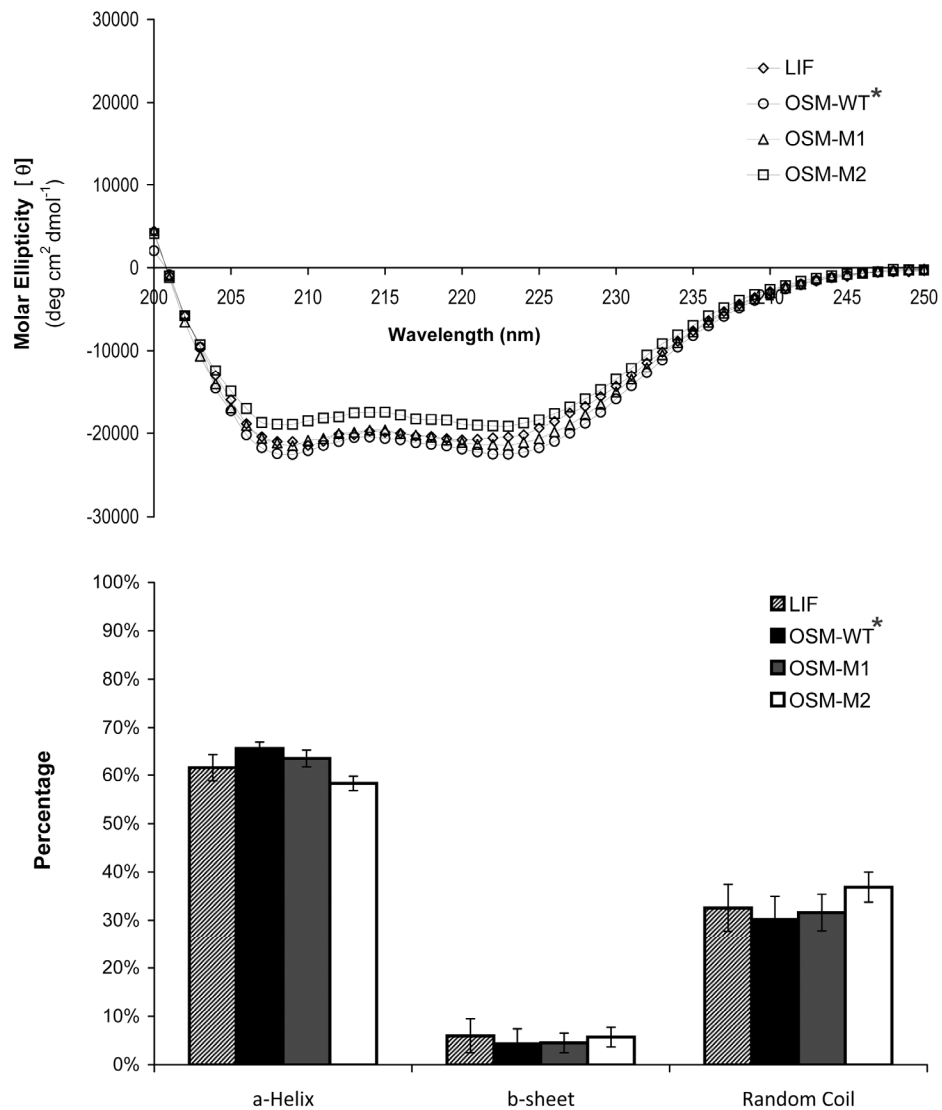 30000
20000
10000
0
-10000
-20000
-30000
Molar Ellipticity [ θ]
(deg cm² dmol⁻¹)
LIF
OSM-WT*
OSM-M1
OSM-M2
200 205 210 215 220 225 230 235 240 245 250
Wavelength (nm)
100%
90%
80%
70%
60%
50%
40%
30%
20%
10%
0%
Percentage
LIF
OSM-WT*
OSM-M1
OSM-M2
a-Helix b-sheet Random Coil